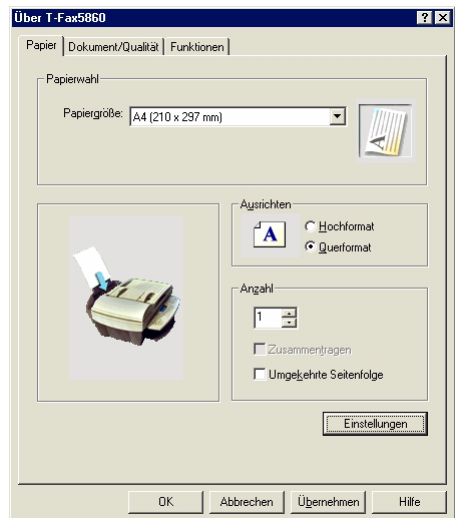 Über T-Fax5860
Papier Dokument/Qualität Funktionen
Papierwahl
Papiergröße: A4 (210 x 297 mm)
Ausrichten
A
Hochformat
Querformat
Anzahl
1
Zusammentragen
Umgekehrte Seitenfolge
Einstellungen
OK Abbrechen Übernehmen Hilfe